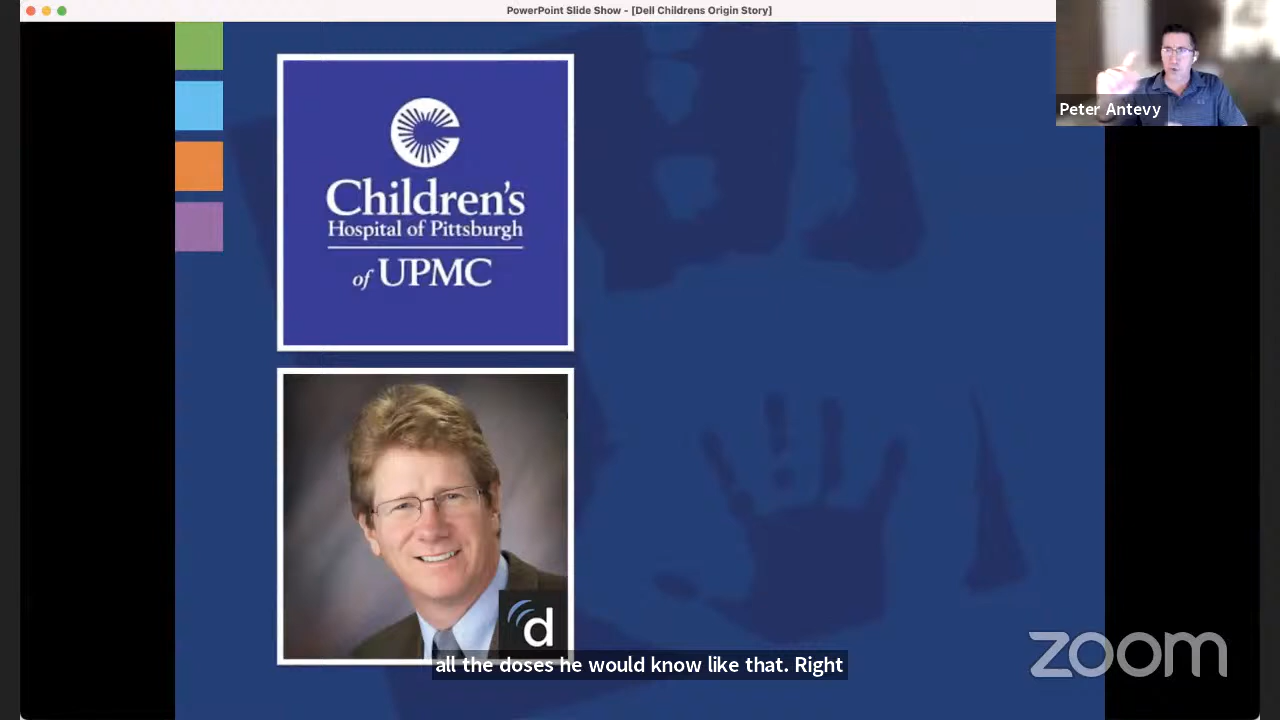 PowerPoint Slide Show - [Dell Childrens Origin Story]
Peter Antevy
Children's
Hospital of Pittsburgh
of UPMC
d
all the doses he would know like that. Right
zoom